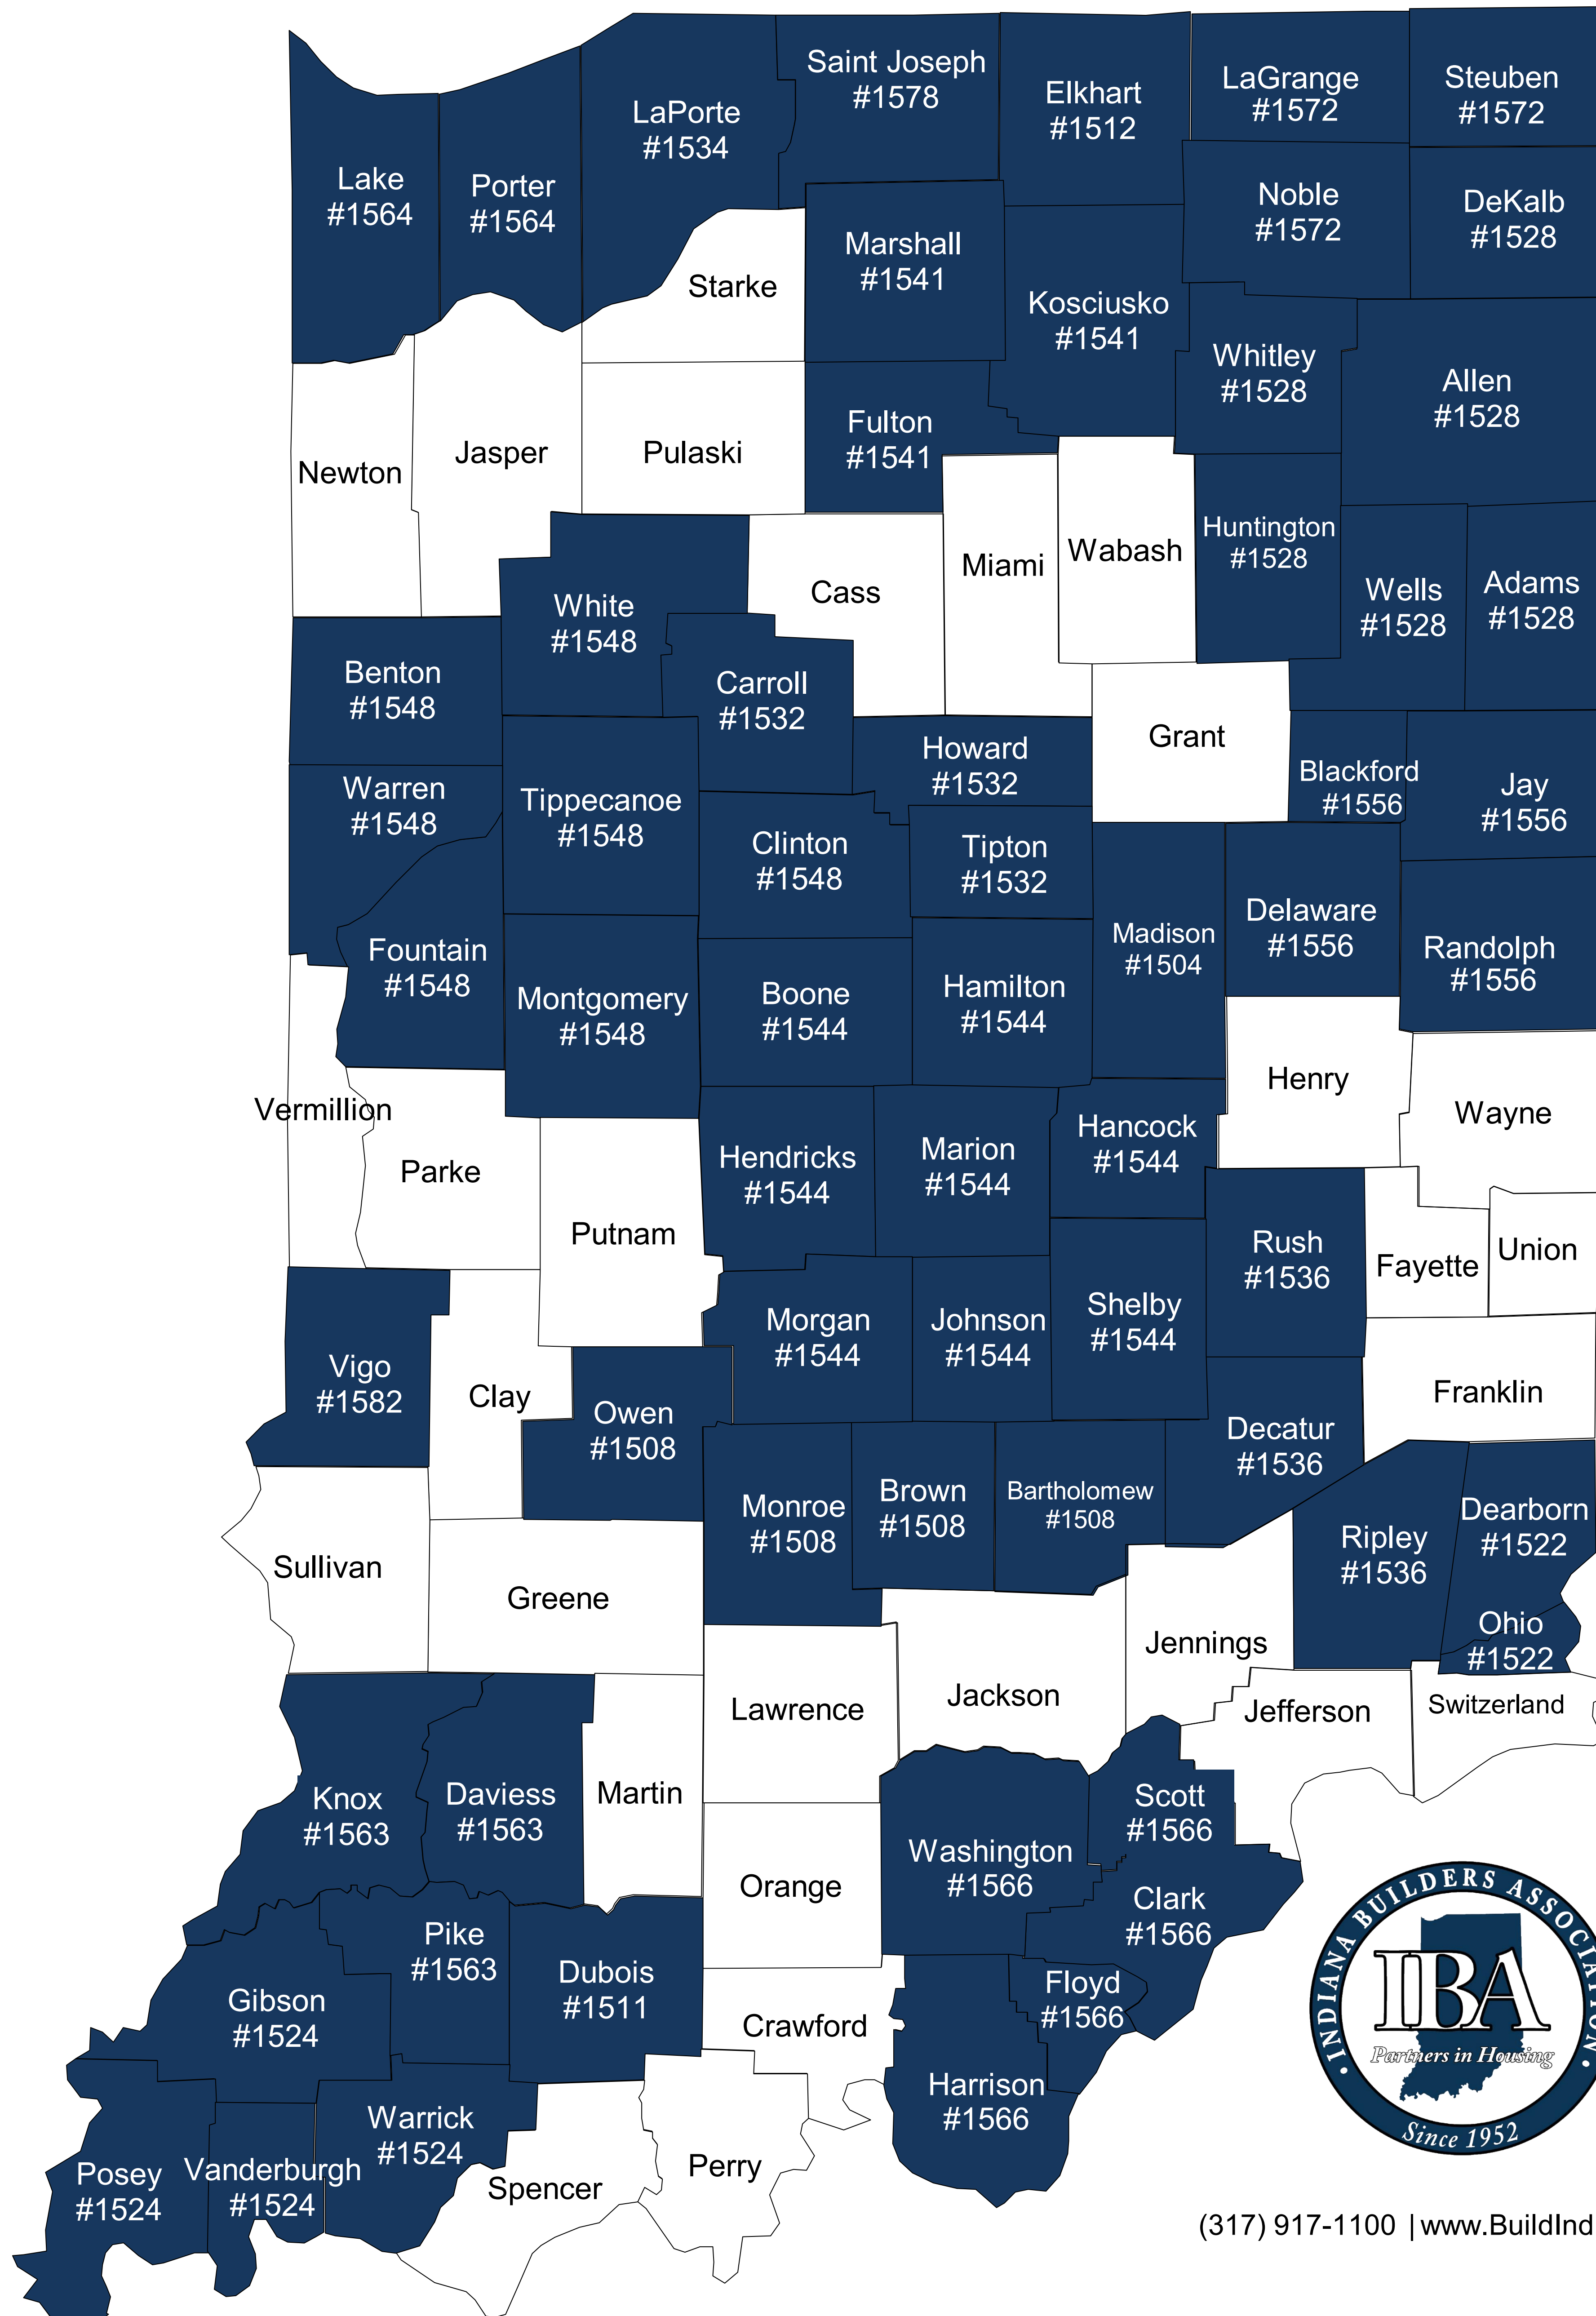 Saint Joseph
#1578
Elkhart
#1512
LaGrange
#1572
Steuben
#1572
LaPorte
#1534
Lake
#1564
Porter
#1564
Noble
#1572
DeKalb
#1528
Marshall
#1541
Starke
Kosciusko
#1541
Whitley
#1528
Allen
#1528
Fulton
#1541
Newton
Jasper
Pulaski
Huntington
#1528
Wabash
Miami
Cass
Wells
#1528
Adams
#1528
White
#1548
Benton
#1548
Carroll
#1532
Grant
Howard
#1532
Blackford
#1556
Jay
#1556
Warren
#1548
Tippecanoe
#1548
Clinton
#1548
Tipton
#1532
Madison
#1504
Delaware
#1556
Randolph
#1556
Fountain
#1548
Montgomery
#1548
Boone
#1544
Hamilton
#1544
Henry
Wayne
Vermillion
Parke
Putnam
Hendricks
#1544
Marion
#1544
Hancock
#1544
Rush
#1536
Fayette
Union
Shelby
#1544
Morgan
#1544
Johnson
#1544
Vigo
#1582
Clay
Owen
#1508
Franklin
Decatur
#1536
Monroe
#1508
Brown
#1508
Bartholomew
#1508
Ripley
#1536
Dearborn
#1522
Ohio
#1522
Sullivan
Greene
Jennings
Lawrence
Jackson
Jefferson
Switzerland
Knox
#1563
Daviess
#1563
Martin
Scott
#1566
Washington
#1566
Orange
Clark
#1566
Pike
#1563
Dubois
#1511
Gibson
#1524
Crawford
Floyd
#1566
Harrison
#1566
Warrick
#1524
Posey
#1524
Vanderburgh
#1524
Spencer
Perry
• INDIANA BUILDERS ASSOCIATION •
IBA
Partners in Housing
Since 1952
(317) 917-1100 | www.BuildInd